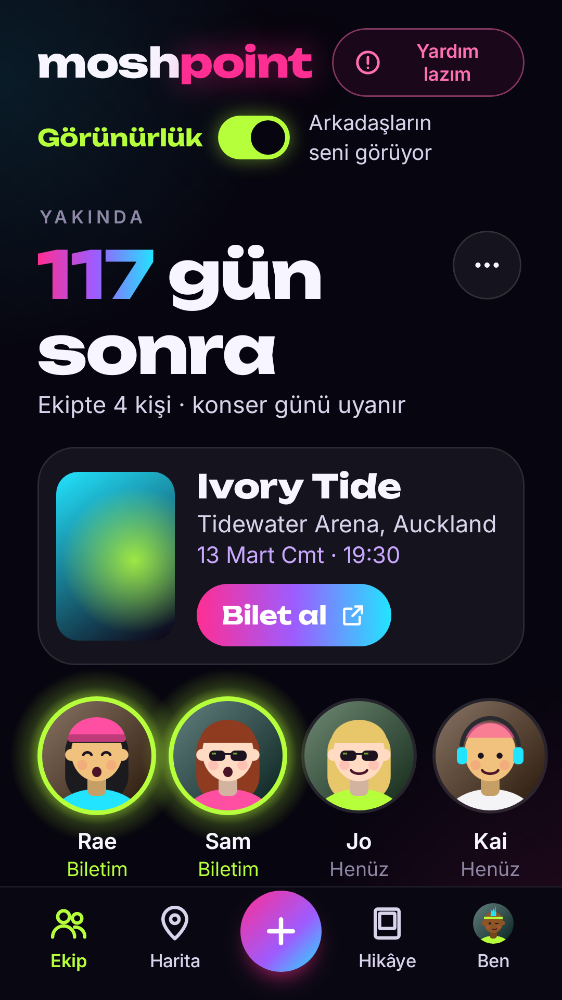 moshpoint
Yardım
lazım
Görünürlük
Arkadaşların
seni görüyor
YAKINDA
117 gün
sonra
Ekipte 4 kişi · konser günü uyanır
Ivory Tide
Tidewater Arena, Auckland
13 Mart Cmt · 19:30
Bilet al
Rae
Sam
Jo
Kai
Biletim
Biletim
Henüz
Henüz
Ekip
Harita
Hikâye
Ben